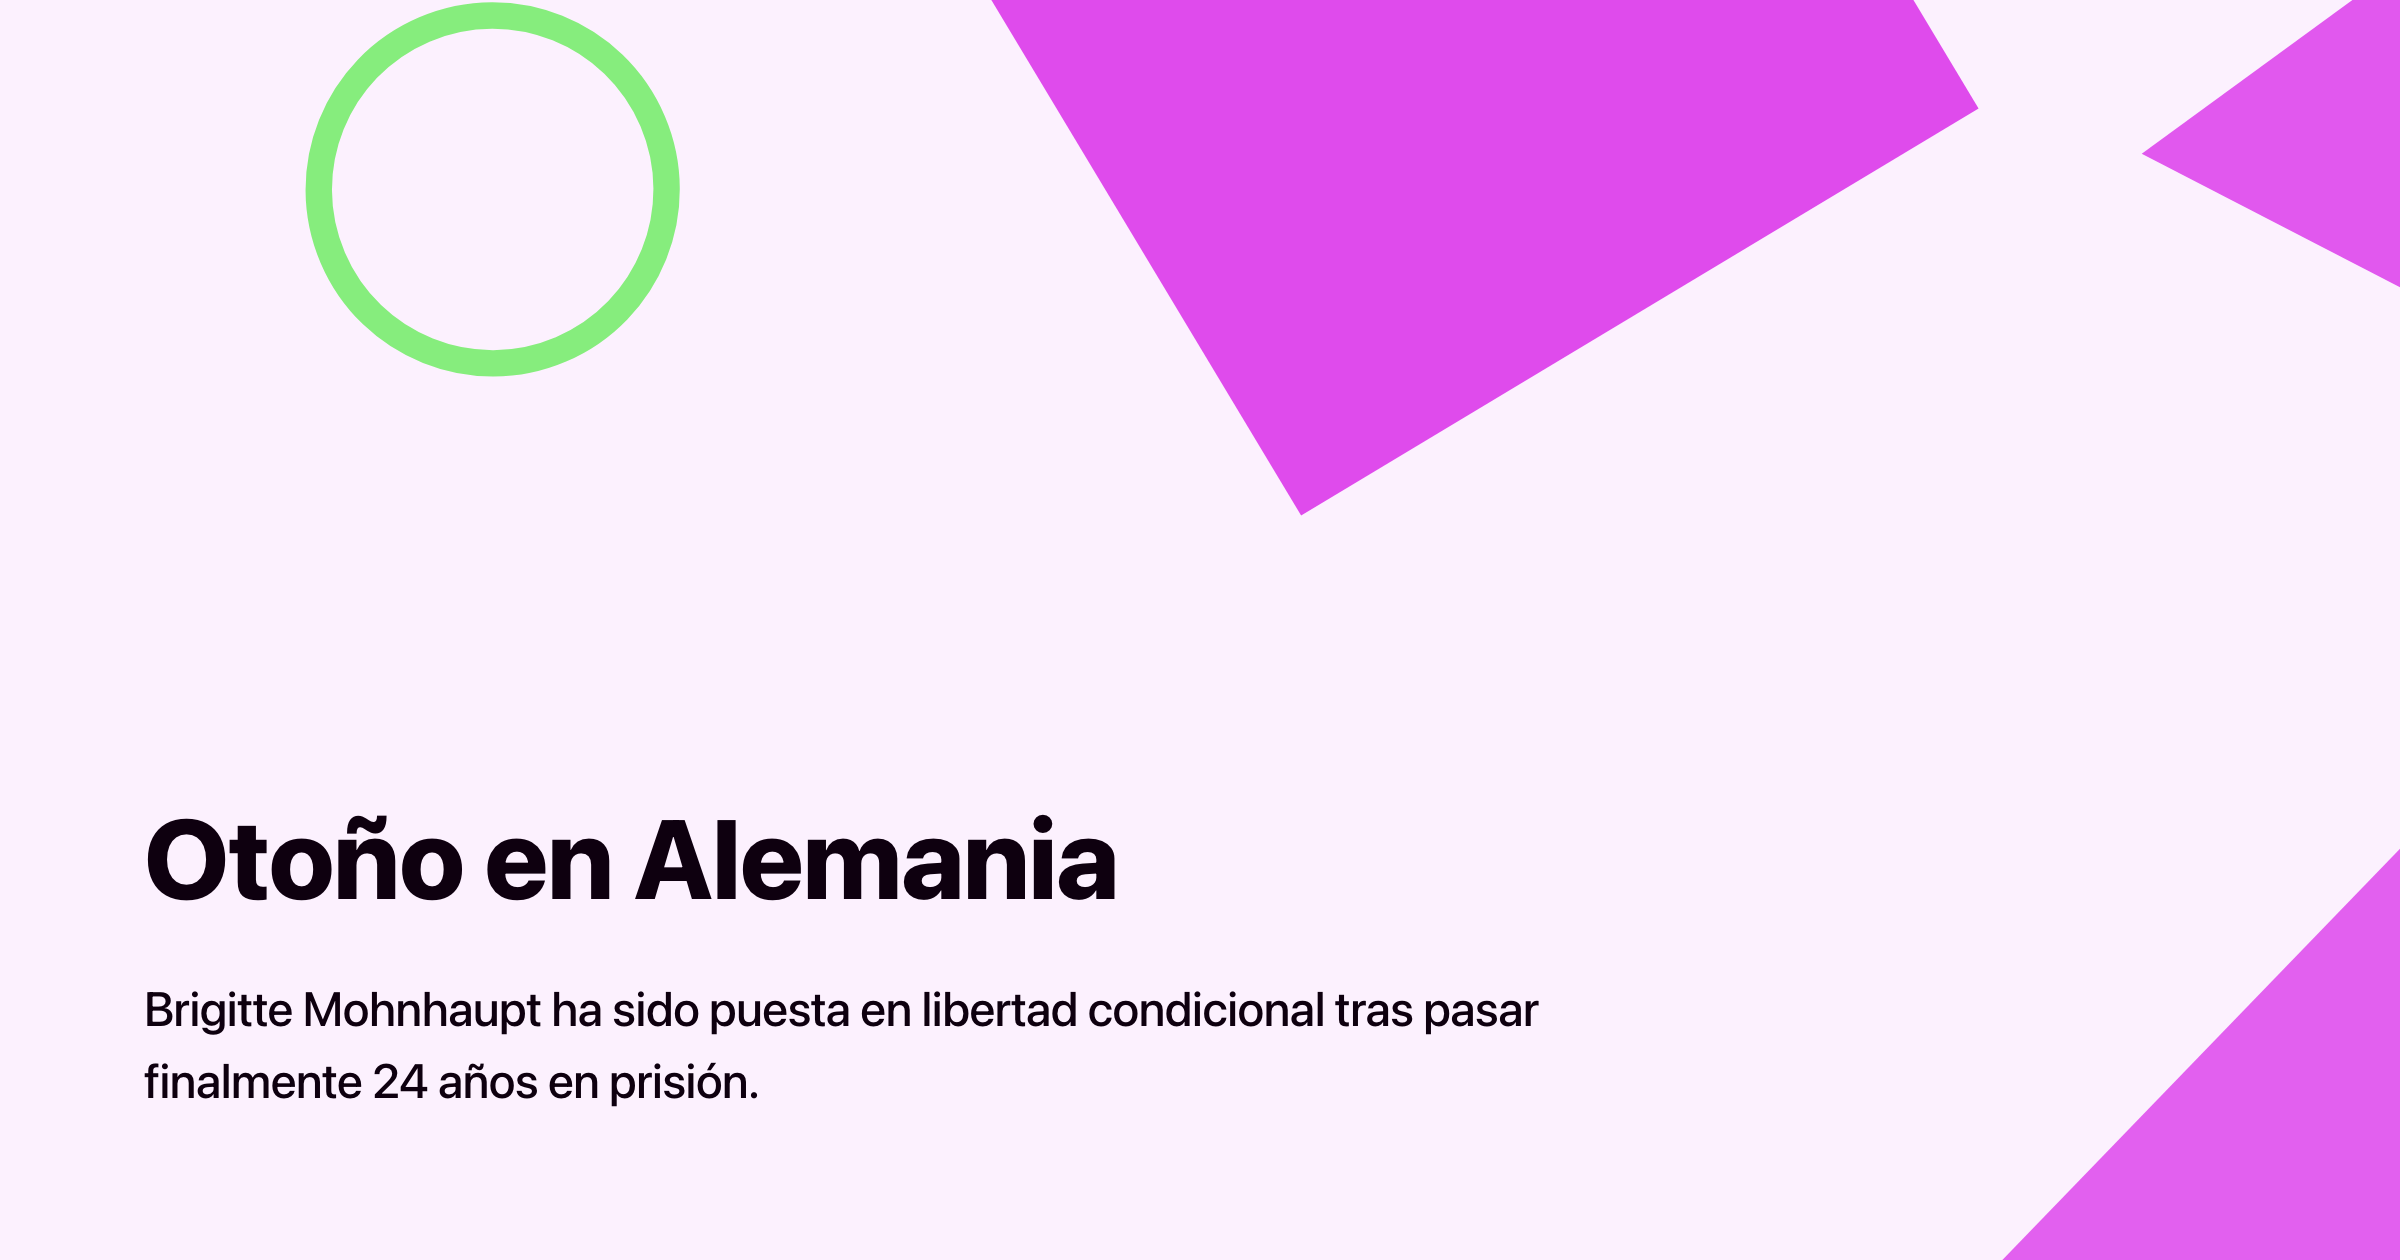 Otoño en Alemania
Brigitte Mohnhaupt ha sido puesta en libertad condicional tras pasar
finalmente 24 años en prisión.